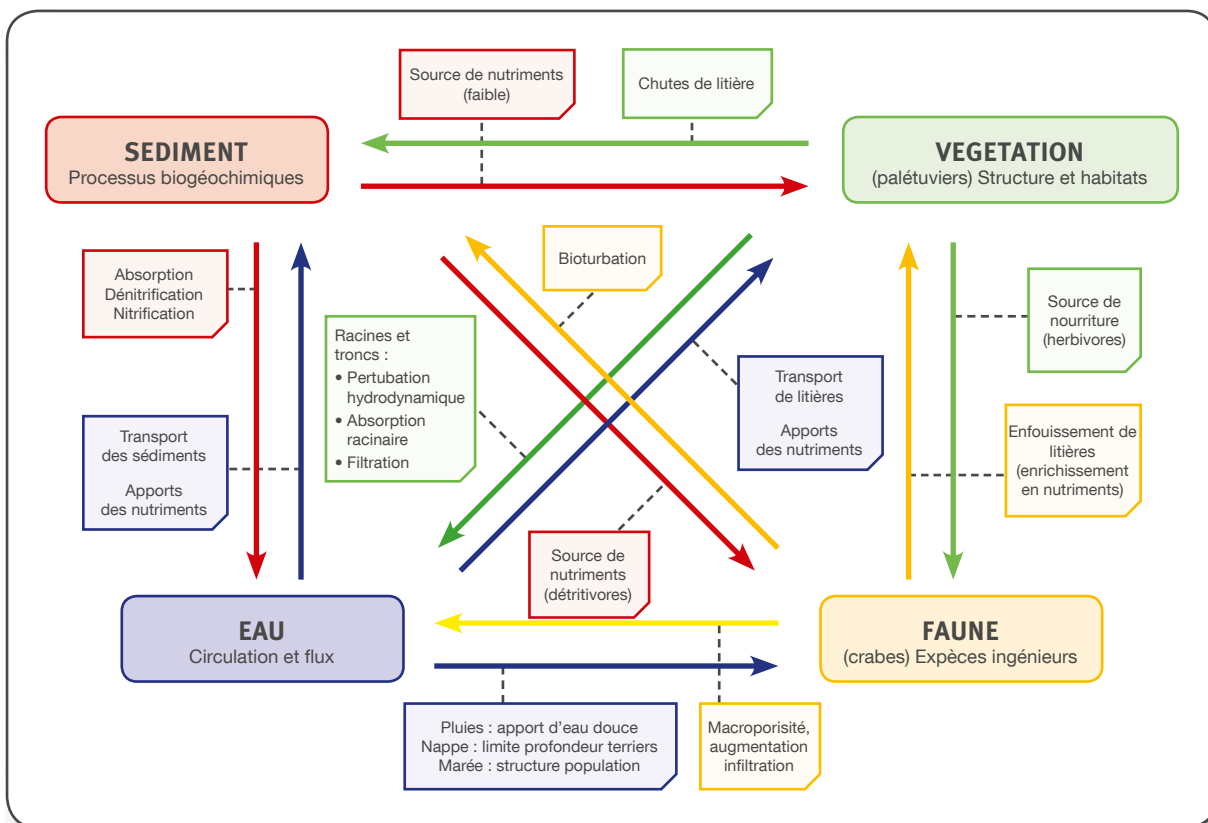 Source de nutriments
(faible)
Chutes de litière
SEDIMENT
Processus biogéochimiques
VEGETATION
(palétuviers) Structure et habitats
Absorption
Dénitrification
Nitrification
Bioturbation
Source de
nourriture
(herbivores)
Racines et
troncs :
• Pertubation
hydrodynamique
• Absorption
racinaire
• Filtration
Transport
de litières
Apports
des nutriments
Transport
des sédiments
Apports
des nutriments
Enfouissement de
litières
(enrichissement
en nutriments)
Source de
nutriments
(détritivores)
EAU
Circulation et flux
FAUNE
(crabes) Expèces ingénieurs
Pluies : apport d'eau douce
Nappe : limite profondeur terriers
Marée : structure population
Macroporisité,
augmentation
infiltration